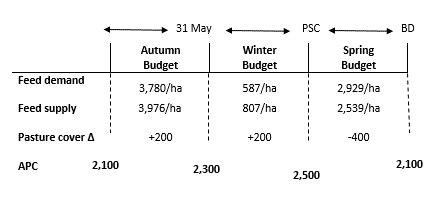 31 May PSC BD
Autumn Budget Winter Budget Spring Budget
Feed demand 3,780/ha 587/ha 2,929/ha
Feed supply 3,976/ha 807/ha 2,539/ha
Pasture cover Δ +200 +200 -400
APC 2,100 2,300 2,500 2,100